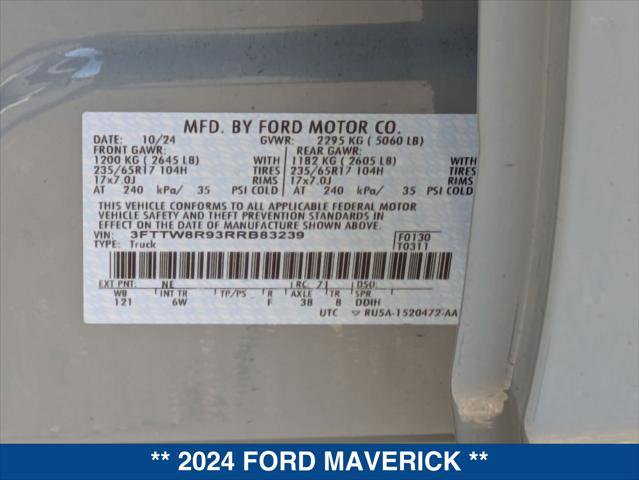 MFD. BY FORD MOTOR CO.
DATE: 10/24 GVWR: 2295 KG ( 5060 LB)
FRONT GAWR: REAR GAWR:
1200 KG ( 2645 LB) WITH 1182 KG ( 2605 LB) WITH
235/65R17 104H TIRES 235/65R17 104H TIRES
17x7.0J RIMS 17x7.0J RIMS
AT 240 kPa/ 35 PSI COLD AT 240 kPa/ 35 PSI COLD
THIS VEHICLE CONFORMS TO ALL APPLICABLE FEDERAL MOTOR
VEHICLE SAFETY AND THEFT PREVENTION STANDARDS IN
EFFECT ON THE DATE OF MANUFACTURE SHOWN ABOVE.
VIN: 3FTTW8R93RRB83239 F0130
TYPE: Truck T0311
EXT PNT: NE RC: 71 DSO:
WB INT TR TP/PS R AXLE TR SPR
121 6W F 38 8 DDIH
UTC RU5A-1520472-AA
** 2024 FORD MAVERICK **